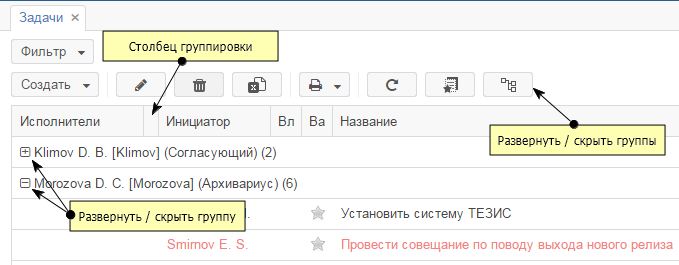 Задачи
Фильтр
Столбец группировки
Создать
Исполнители Инициатор Вл Ва Название
Развернуть / скрыть группы
Klimov D. B. [Klimov] (Согласующий) (2)
Morozova D. C. [Morozova] (Архивариус) (6)
Развернуть / скрыть группу
Установить систему ТЕЗИС
Smirnov E. S. Провести совещание по поводу выхода нового релиза